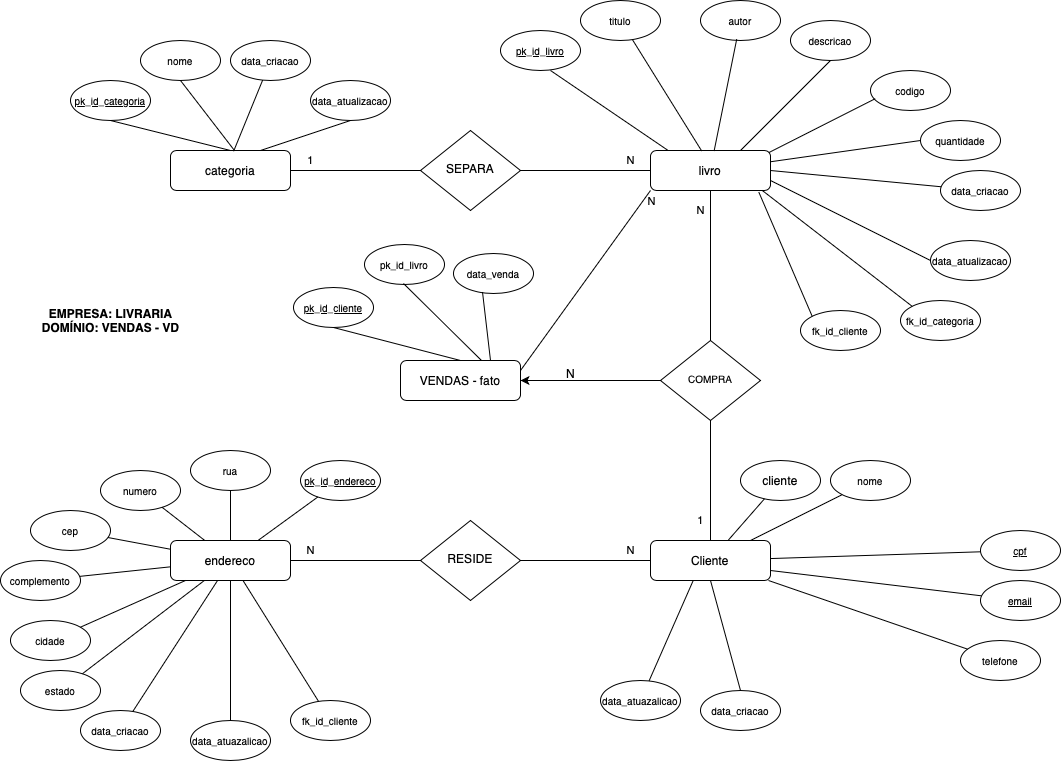 titulo
autor
descricao
pk_id_livro
nome
data_criacao
pk_id_categoria
data_atualizacao
codigo
quantidade
categoria
1
SEPARA
N
livro
data_criacao
N
N
data_atualizacao
pk_id_livro
data_venda
pk_id_cliente
EMPRESA: LIVRARIA
DOMÍNIO: VENDAS - VD
fk_id_cliente
fk_id_categoria
VENDAS - fato
N
COMPRA
rua
pk_id_endereco
numero
cliente
nome
cep
1
endereco
N
RESIDE
N
Cliente
cpf
complemento
email
cidade
telefone
estado
data_criacao
data_atuazalicao
fk_id_cliente
data_atuazalicao
data_criacao